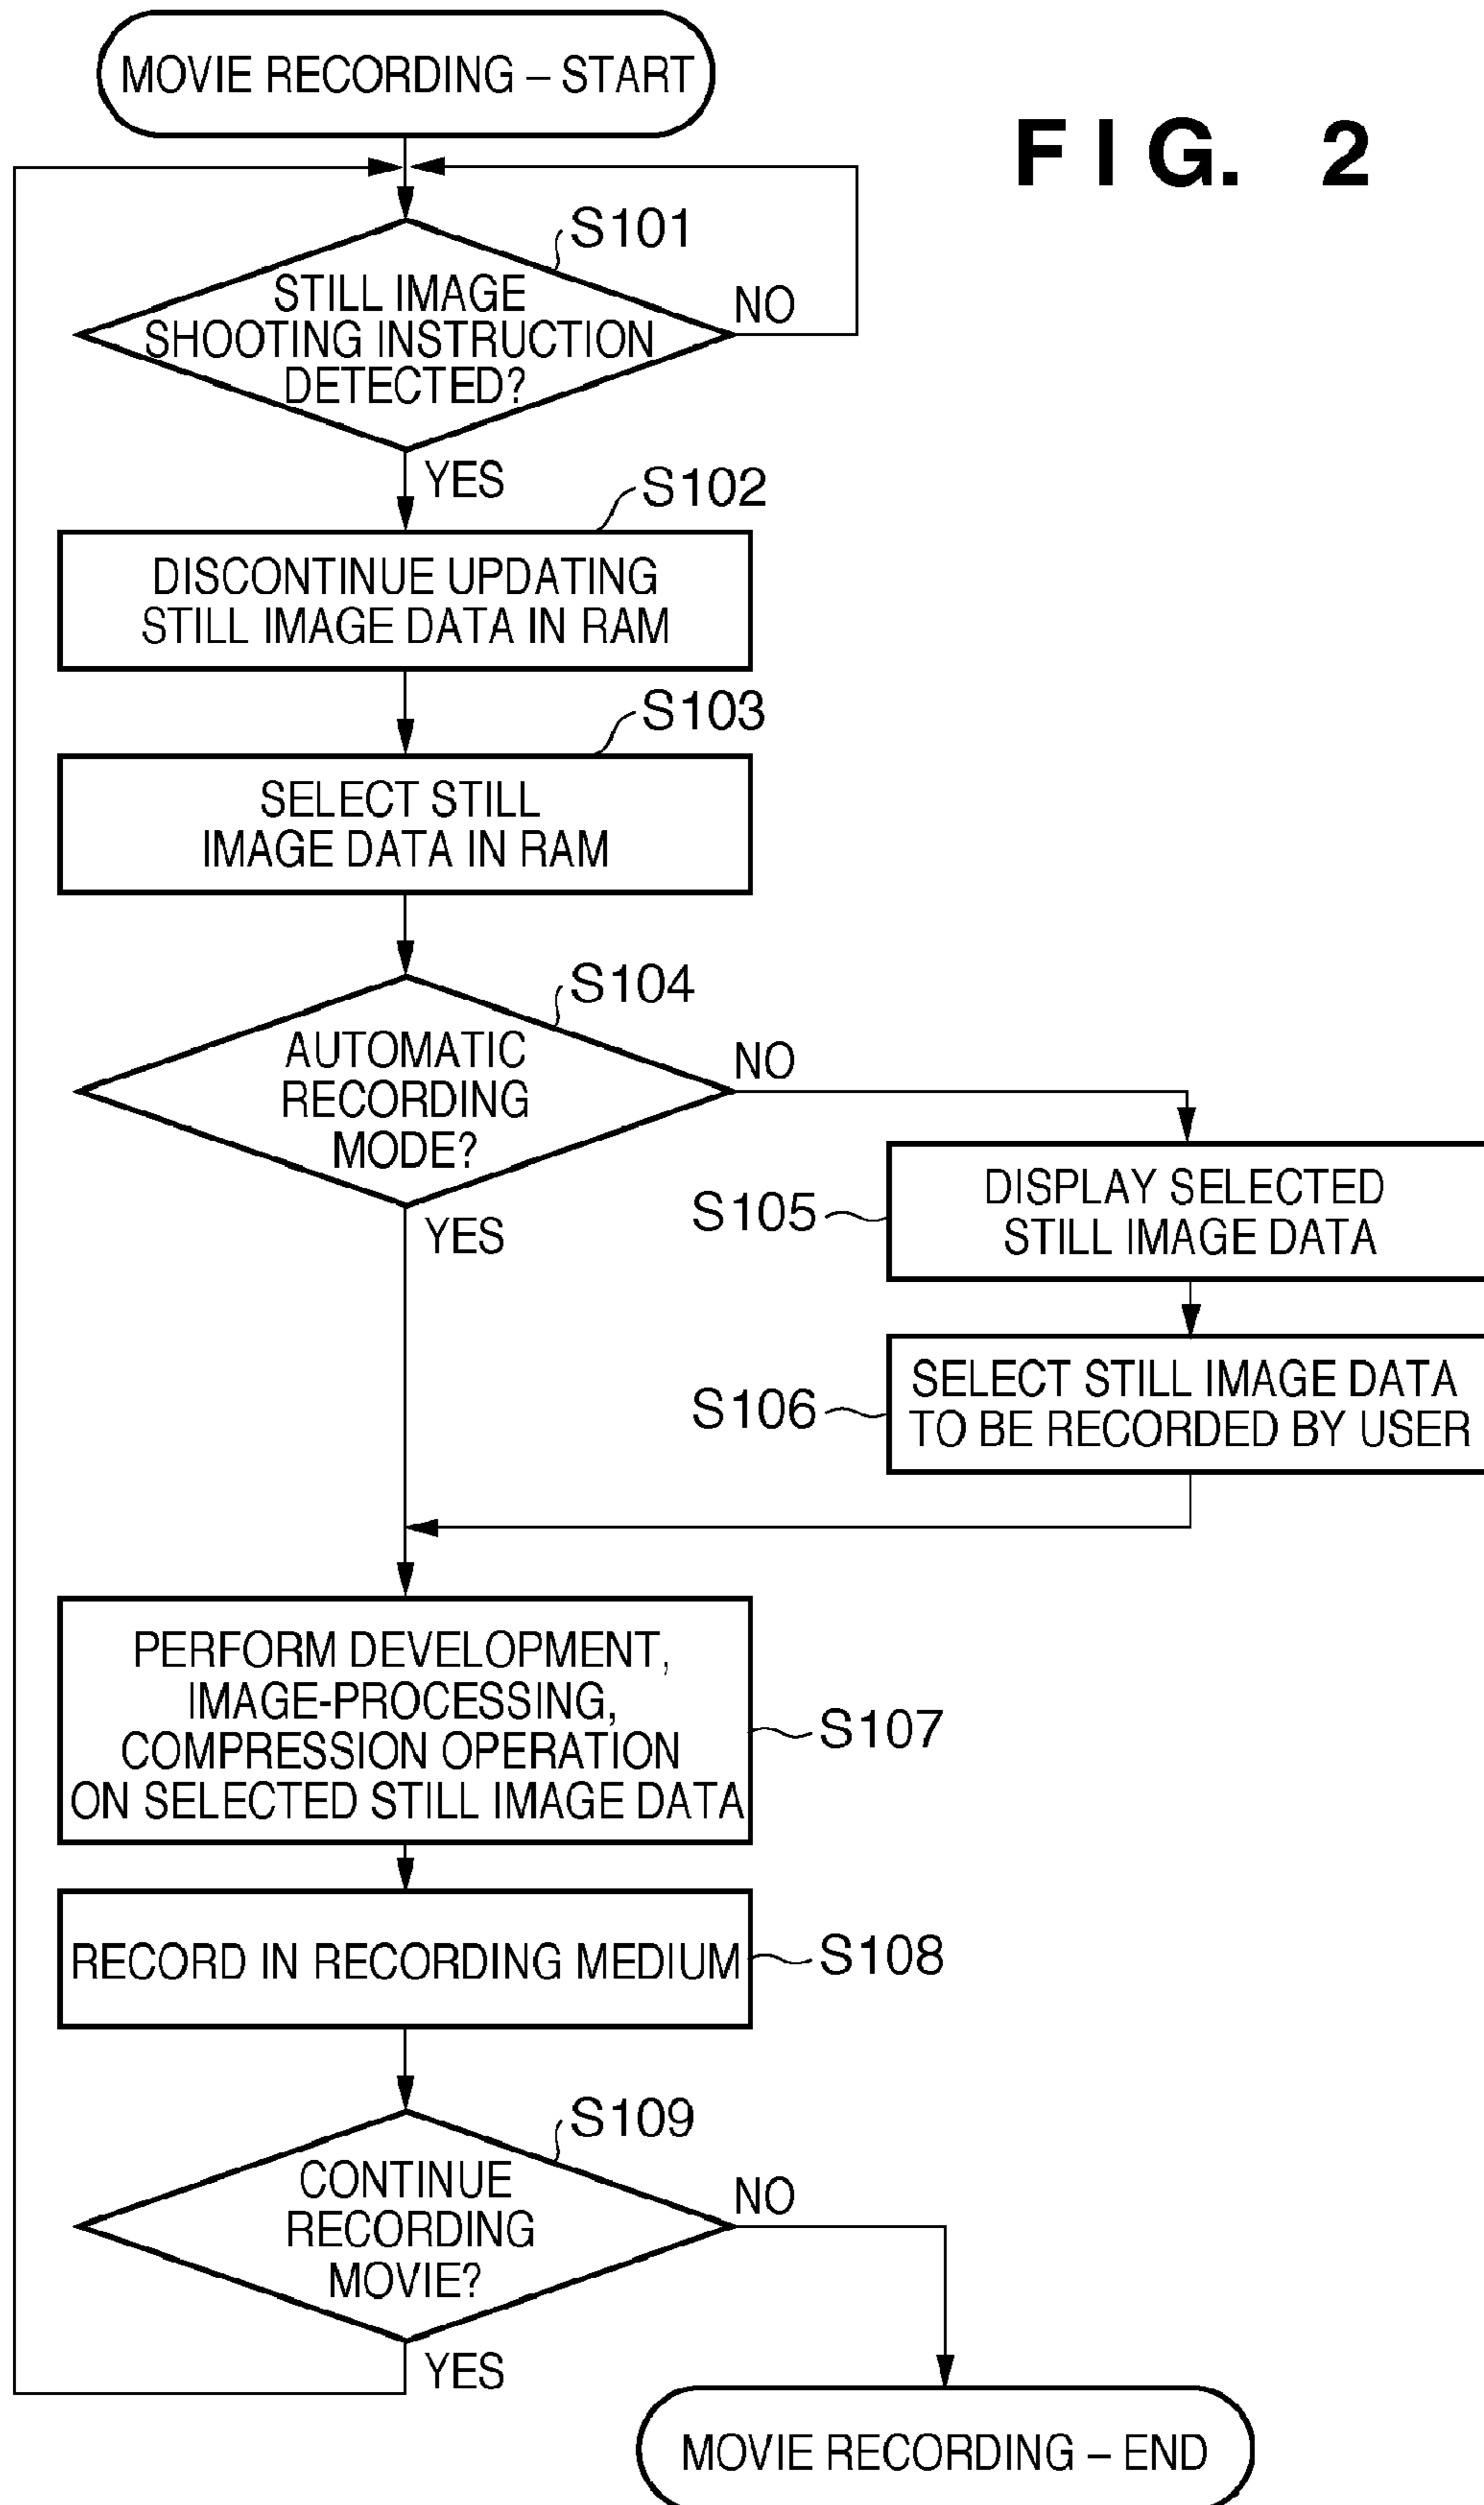 MOVIE RECORDING – START
FIG. 2
S101
STILL IMAGE
SHOOTING INSTRUCTION
DETECTED?
NO
YES
S102
DISCONTINUE UPDATING
STILL IMAGE DATA IN RAM
S103
SELECT STILL
IMAGE DATA IN RAM
S104
AUTOMATIC
RECORDING
MODE?
NO
YES
S105
DISPLAY SELECTED
STILL IMAGE DATA
S106
SELECT STILL IMAGE DATA
TO BE RECORDED BY USER
PERFORM DEVELOPMENT,
IMAGE-PROCESSING,
COMPRESSION OPERATION
ON SELECTED STILL IMAGE DATA
S107
RECORD IN RECORDING MEDIUM
S108
S109
CONTINUE
RECORDING
MOVIE?
NO
YES
MOVIE RECORDING – END